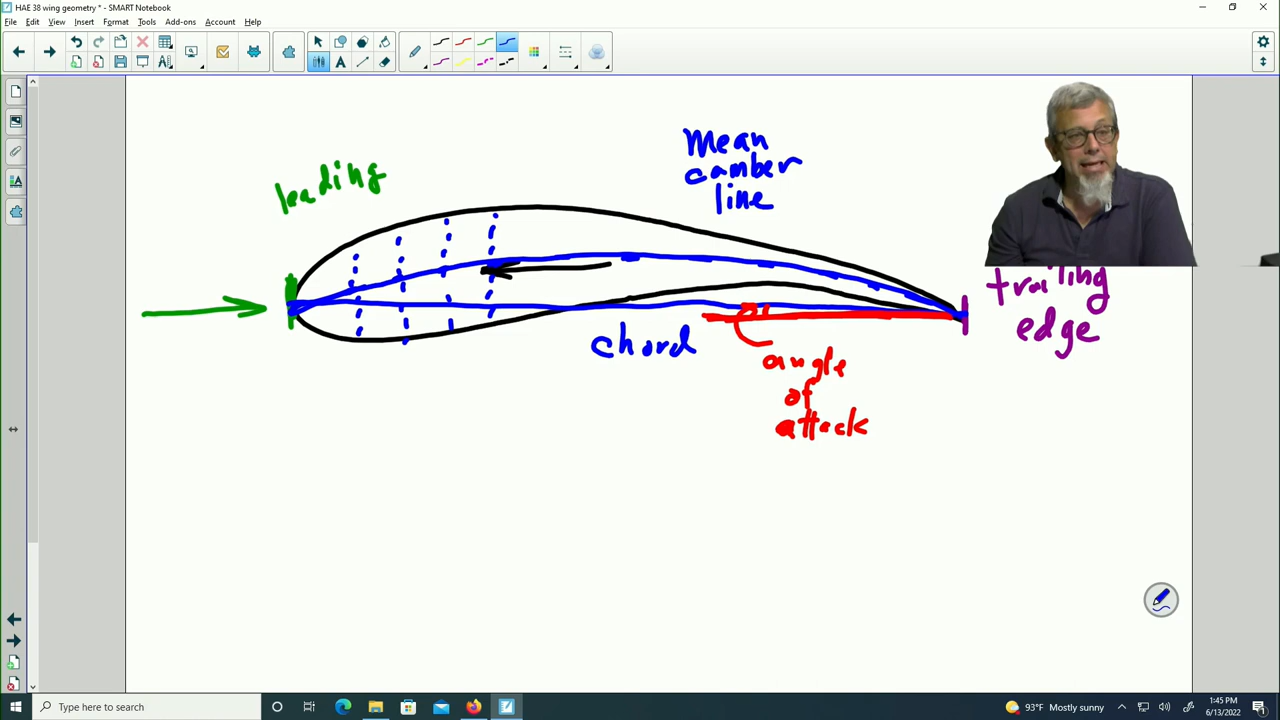 HAE 38 wing geometry * - SMART Notebook
File Edit View Insert Format Tools Add-ons Account Help
leading
Mean
camber
line
trailing
edge
chord
angle
of
attack
Type here to search
93°F Mostly sunny
1:45 PM
6/13/2022